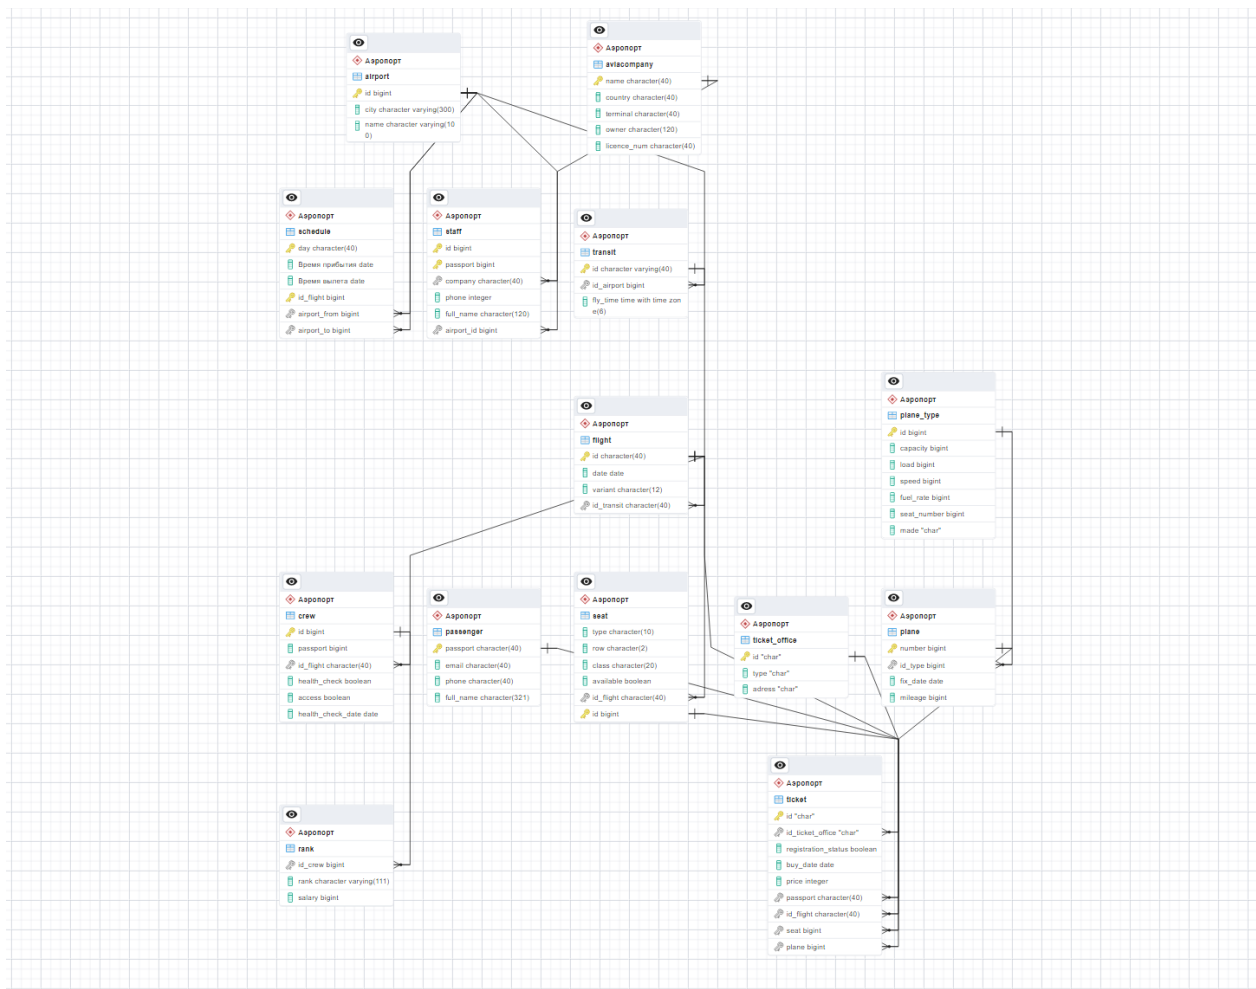 Аэропорт
airport
id bigint
city character varying(300)
name character varying(10
0)
Аэропорт
aviacompany
name character(40)
country character(40)
terminal character(40)
owner character(120)
licence_num character(40)
Аэропорт
schedule
day character(40)
Время прибытия date
Время вылета date
id_flight bigint
airport_from bigint
airport_to bigint
Аэропорт
staff
id bigint
passport bigint
company character(40)
phone integer
full_name character(120)
airport_id bigint
Аэропорт
transit
id character varying(40)
id_airport bigint
fly_time time with time zon
e(6)
Аэропорт
flight
id character(40)
date date
variant character(12)
id_transit character(40)
Аэропорт
plane_type
id bigint
capacity bigint
load bigint
speed bigint
fuel_rate bigint
seat_number bigint
made "char"
Аэропорт
crew
id bigint
passport bigint
id_flight character(40)
health_check boolean
access boolean
health_check_date date
Аэропорт
passenger
passport character(40)
email character(40)
phone character(40)
full_name character(321)
Аэропорт
seat
type character(10)
row character(2)
class character(20)
available boolean
id_flight character(40)
id bigint
Аэропорт
ticket_office
id "char"
type "char"
adress "char"
Аэропорт
plane
number bigint
id_type bigint
fix_date date
mileage bigint
Аэропорт
rank
id_crew bigint
rank character varying(111)
salary bigint
Аэропорт
ticket
id "char"
id_ticket_office "char"
registration_status boolean
buy_date date
price integer
passport character(40)
id_flight character(40)
seat bigint
plane bigint